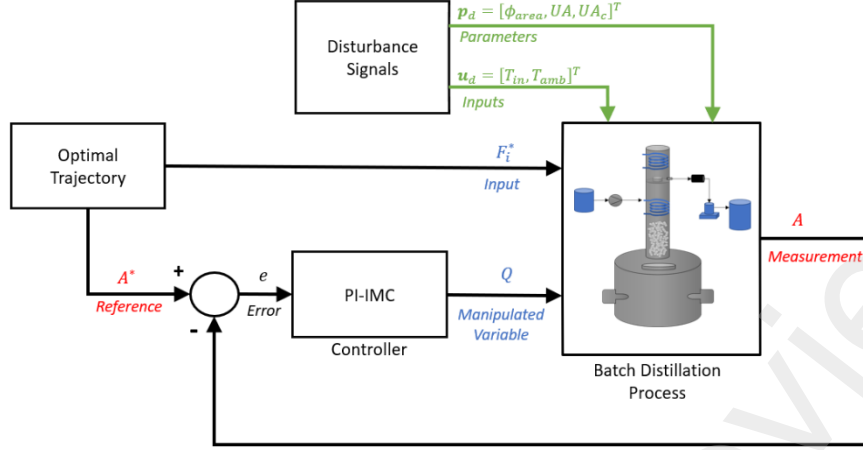 Disturbance
Signals
𝒑_d = [ϕ_area, UA, UA_c]^T
Parameters
𝒖_d = [T_in, T_amb]^T
Inputs
Optimal
Trajectory
F_i^*
Input
A^*
Reference
+
-
e
Error
PI-IMC
Controller
Q
Manipulated
Variable
Batch Distillation
Process
A
Measurement